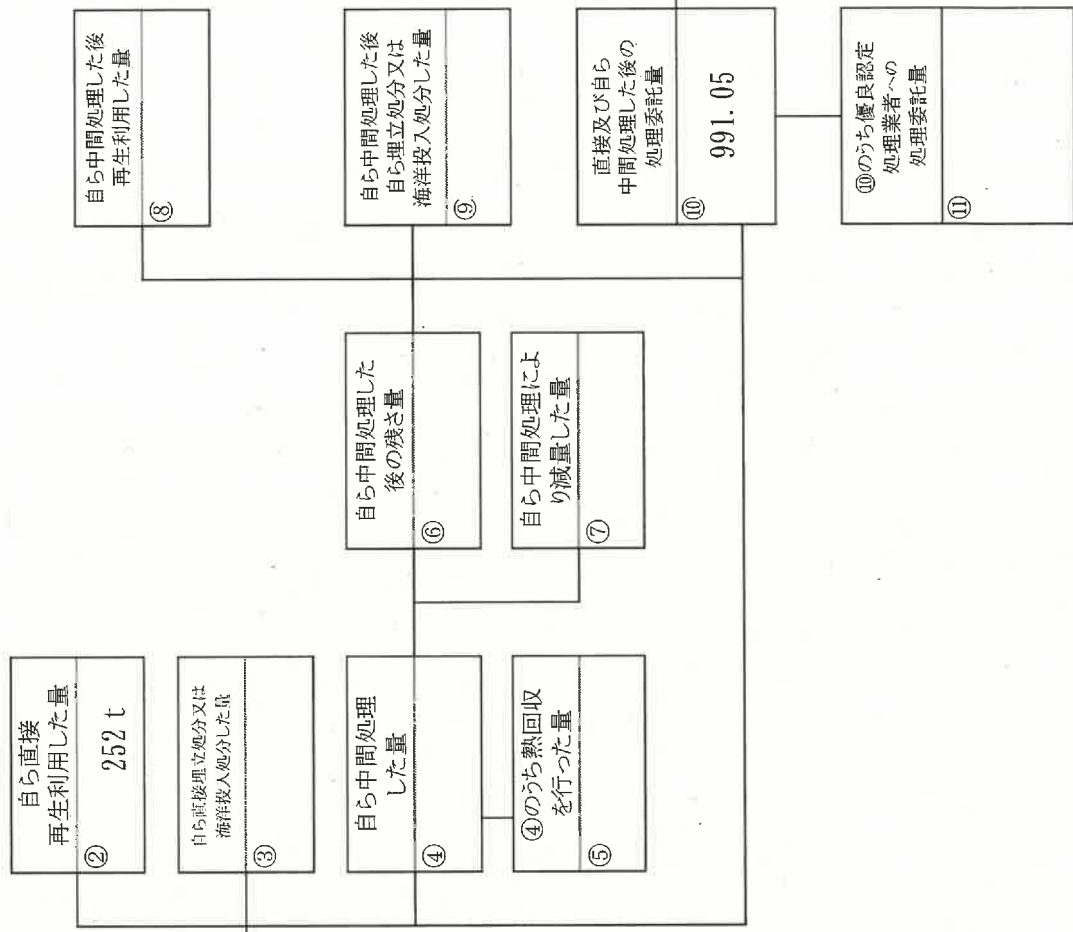 自ら直接
再生利用した量
②
252 t
自ら直接埋立処分又は
海洋投入処分した量
③
自ら中間処理
した量
④
④のうち熱回収
を行った量
⑤
自ら中間処理した
後の残さ量
⑥
自ら中間処理によ
り減量した量
⑦
自ら中間処理した後
再生利用した量
⑧
自ら中間処理した後
自ら埋立処分又は
海洋投入処分した量
⑨
直接及び自ら
中間処理した後の
処理委託量
⑩
991.05
⑩のうち優良認定
処理業者への
処理委託量
⑪